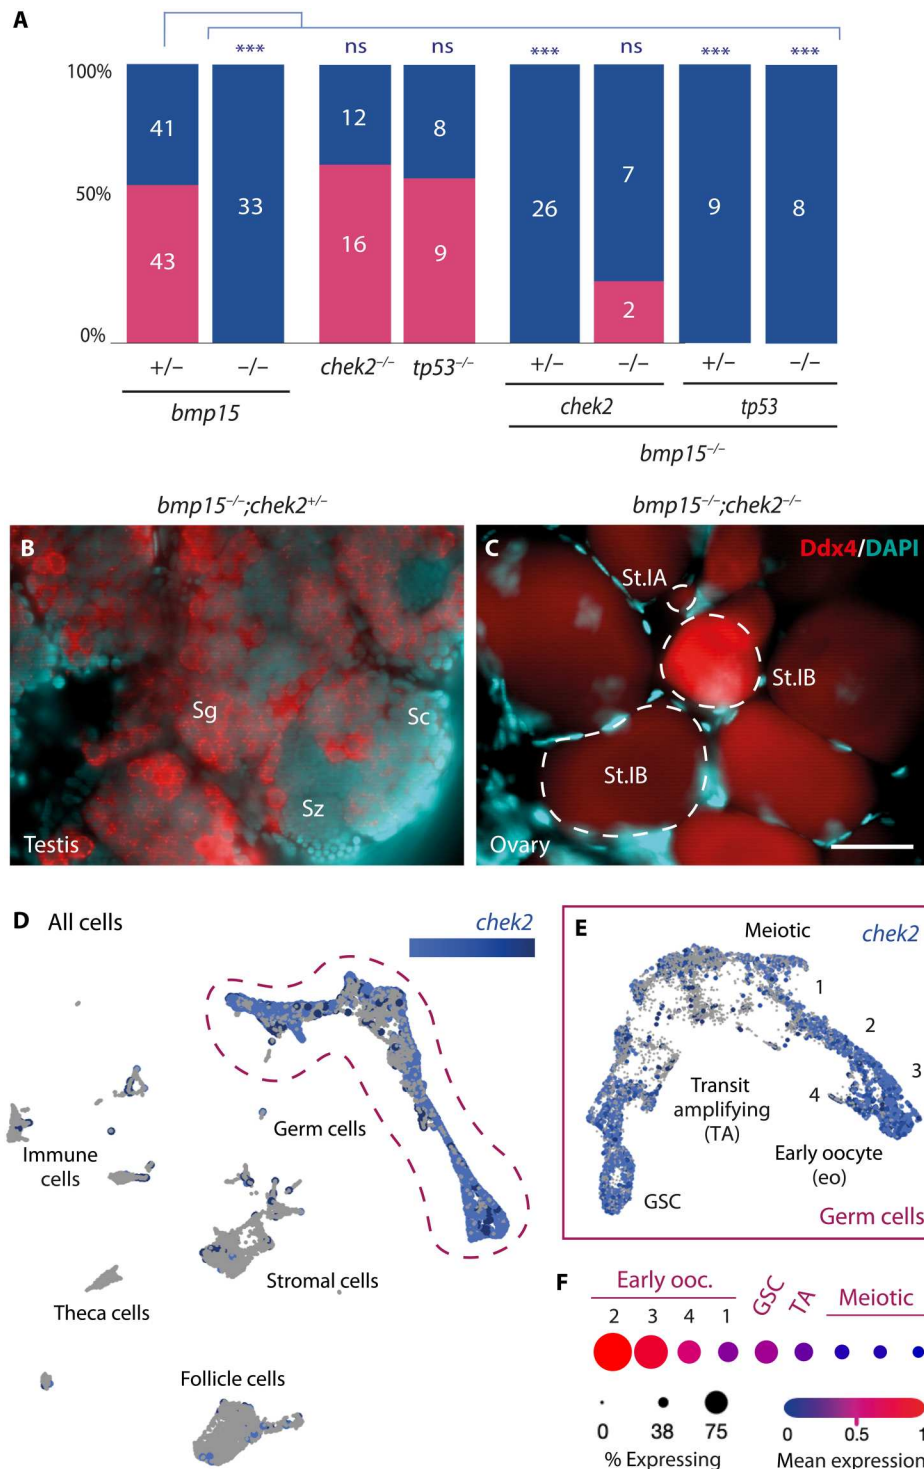 A
*** ns ns *** ns *** ***
100%
50%
0%
41 33 12 8 26 7 9 8
43 16 9 2
+/– –/– chek2–/– tp53–/– +/– –/– +/– –/–
bmp15 chek2 tp53
bmp15–/–
bmp15–/–;chek2+/– bmp15–/–;chek2–/–
B
Sg
Sc
Sz
Testis
C
Ddx4/DAPI
St.IA
St.IB
St.IB
Ovary
D All cells
chek2
Germ cells
Immune
cells
Stromal cells
Theca cells
Follicle cells
E
Meiotic
chek2
1
2
3
4
Transit
amplifying
(TA)
Early oocyte
(eo)
GSC
Germ cells
F
Early ooc. GSC TA Meiotic
2 3 4 1
0 38 75
% Expressing
0 0.5 1
Mean expression